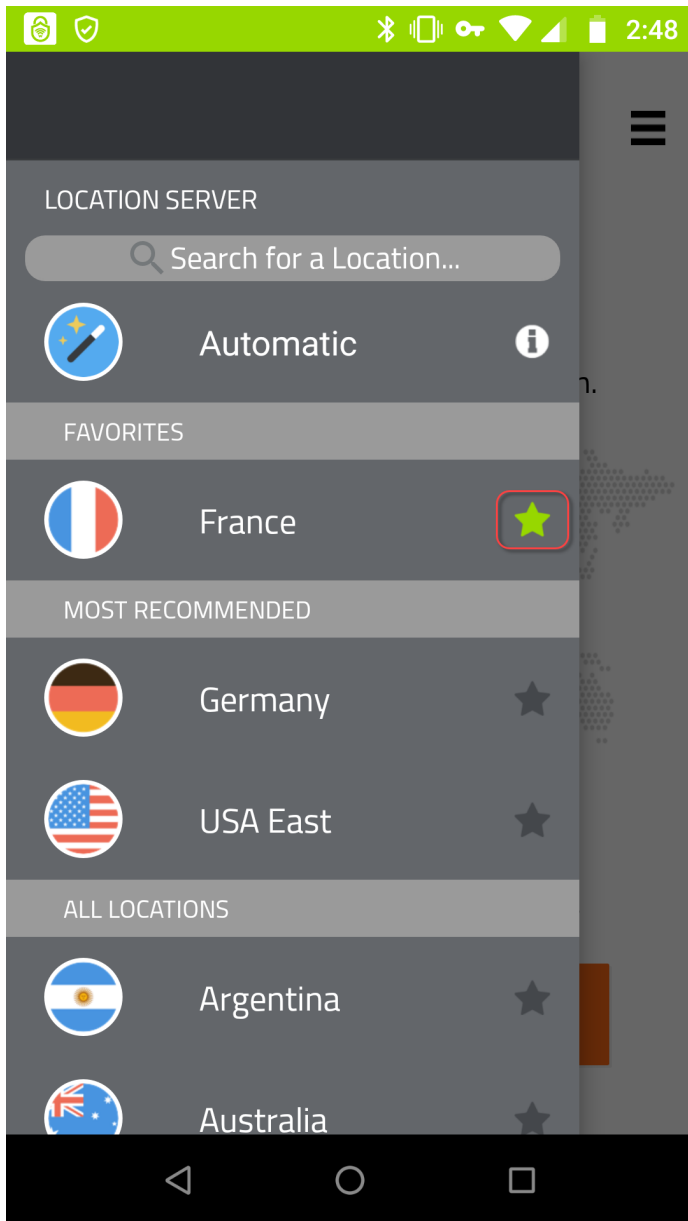 2:48
LOCATION SERVER
Search for a Location...
Automatic
n.
FAVORITES
France
MOST RECOMMENDED
Germany
USA East
ALL LOCATIONS
Argentina
Australia